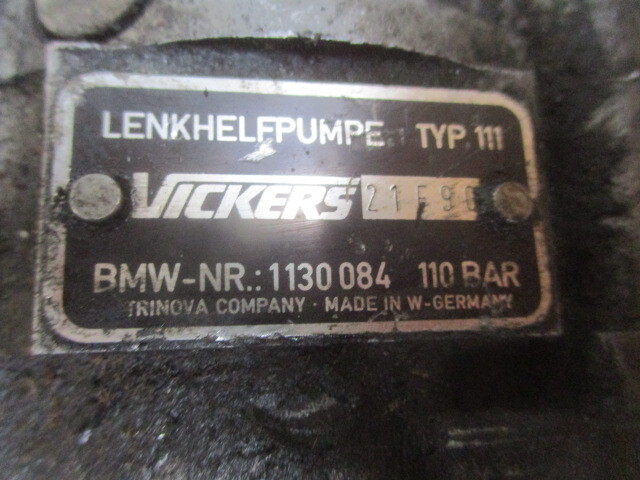 LENKHELFPUMPE TYP 111
VICKERS 21F90
BMW-NR.: 1130 084 110 BAR
TRINOVA COMPANY · MADE IN W-GERMANY